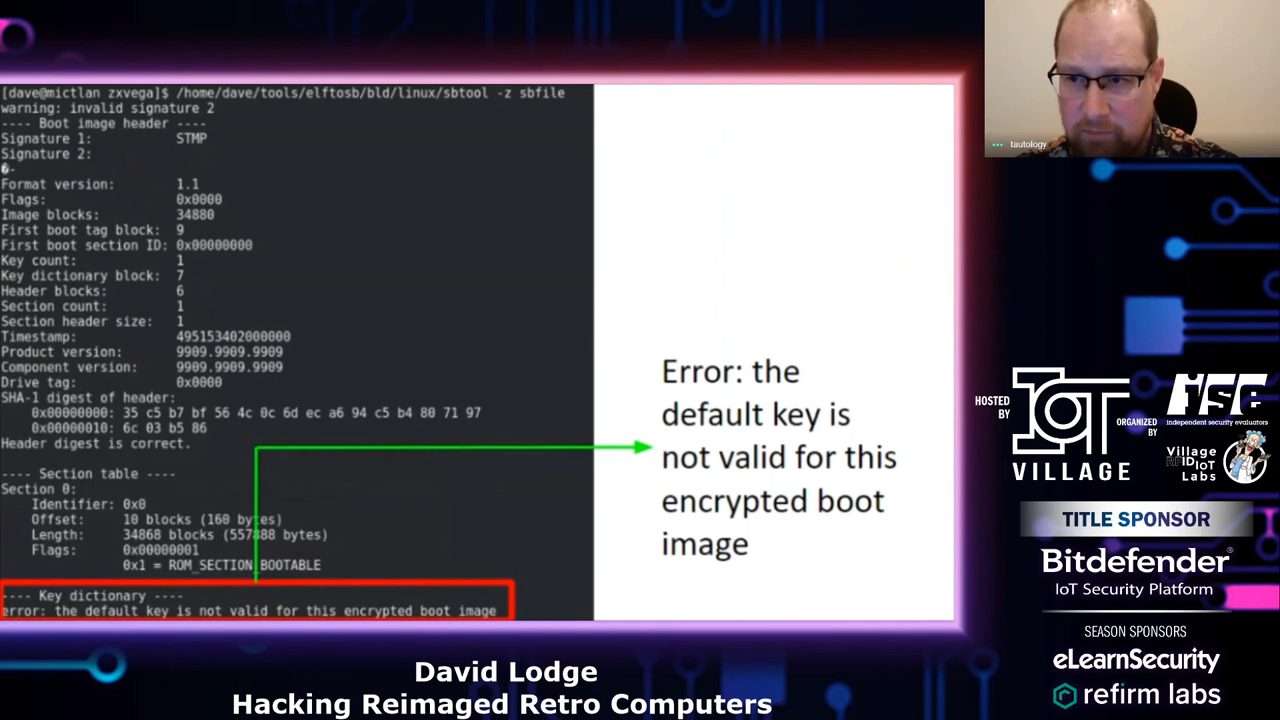 [dave@mictlan zxvega]$ /home/dave/tools/elftosb/bld/linux/sbtool -z sbfile
warning: invalid signature 2
---- Boot image header ----
Signature 1: STMP
Signature 2:
�-
Format version: 1.1
Flags: 0x0000
Image blocks: 34880
First boot tag block: 9
First boot section ID: 0x00000000
Key count: 1
Key dictionary block: 7
Header blocks: 6
Section count: 1
Section header size: 1
Timestamp: 495153402000000
Product version: 9909.9909.9909
Component version: 9909.9909.9909
Drive tag: 0x0000
SHA-1 digest of header:
0x00000000: 35 c5 b7 bf 56 4c 0c 6d ec a6 94 c5 b4 80 71 97
0x00000010: 6c 03 b5 86
Header digest is correct.
---- Section table ----
Section 0:
Identifier: 0x0
Offset: 10 blocks (160 bytes)
Length: 34868 blocks (557888 bytes)
Flags: 0x00000001
0x1 = ROM_SECTION_BOOTABLE
---- Key dictionary ----
error: the default key is not valid for this encrypted boot image
Error: the
default key is
not valid for this
encrypted boot
image
tautology
HOSTED
BY
IOT
VILLAGE
ORGANIZED
BY
ISE
independent security evaluators
Village
RFID IoT
Labs
TITLE SPONSOR
Bitdefender®
IoT Security Platform
SEASON SPONSORS
eLearnSecurity
refirm labs
David Lodge
Hacking Reimaged Retro Computers